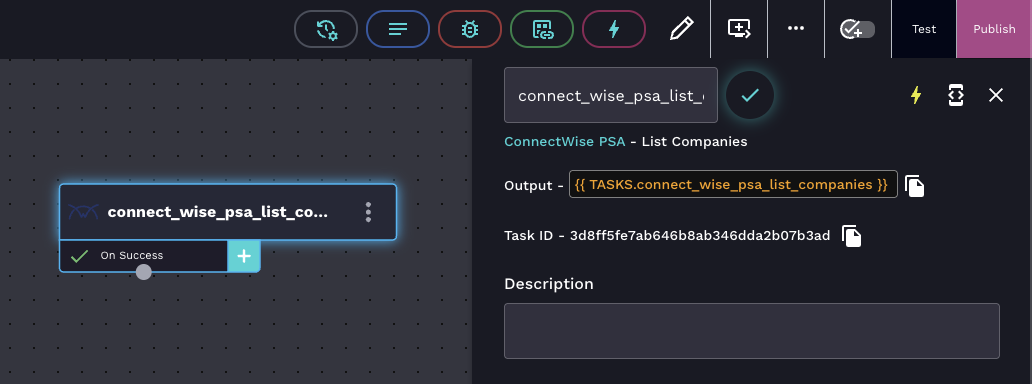 Test
Publish
connect_wise_psa_list_
ConnectWise PSA - List Companies
Output - {{ TASKS.connect_wise_psa_list_companies }}
connect_wise_psa_list_co...
Task ID - 3d8ff5fe7ab646b8ab346dda2b07b3ad
On Success
Description